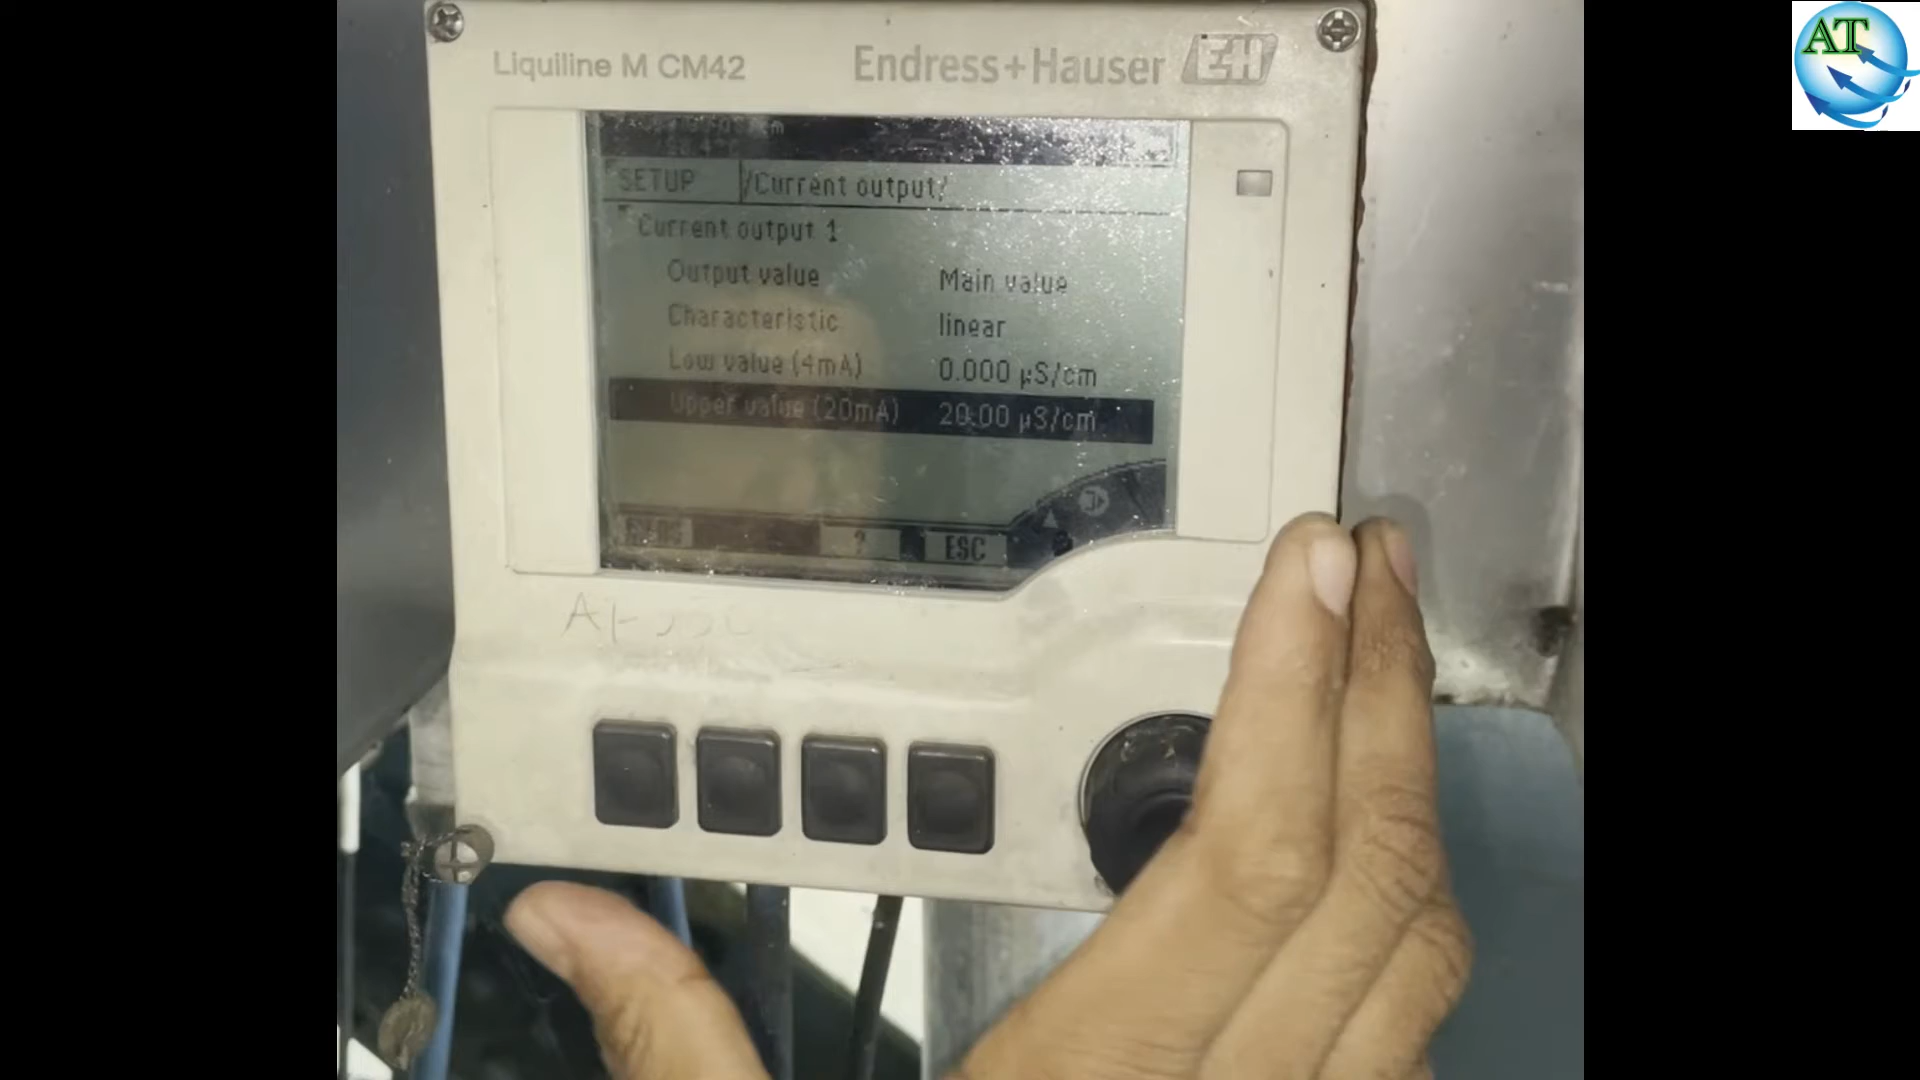 AT
Liquiline M CM42
Endress+Hauser EH
SETUP /Current output/
Current output 1
Output value Main value
Characteristic linear
Low value (4mA) 0.000 µS/cm
Upper value (20mA) 20.00 µS/cm
? ESC